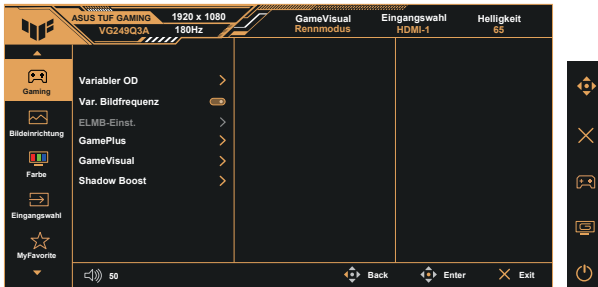 ASUS TUF GAMING 1920 x 1080
VG249Q3A 180Hz
GameVisual
Rennmodus
Eingangswahl
HDMI-1
Helligkeit
65
Gaming
Bildeinrichtung
Farbe
Eingangswahl
MyFavorite
Variabler OD
Var. Bildfrequenz
ELMB-Einst.
GamePlus
GameVisual
Shadow Boost
50
Back
Enter
Exit